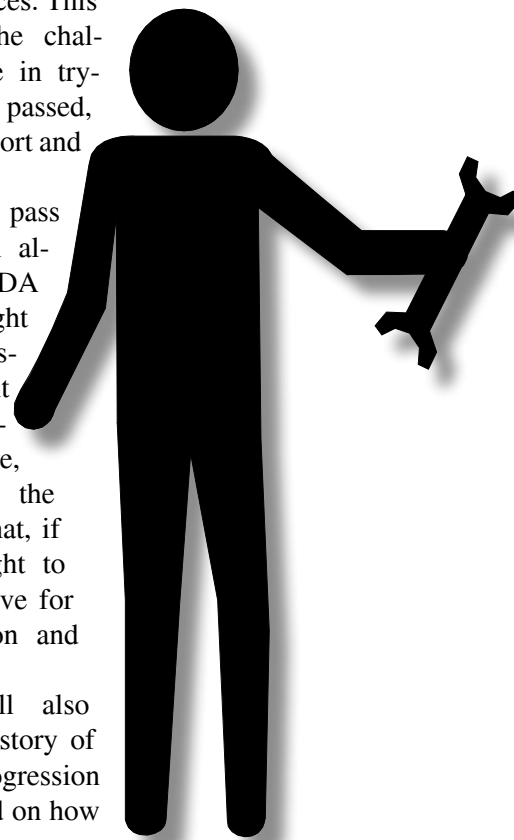 ces. This
he chal-
e in try-
passed,
ort and
pass
al-
DA
ght
s-
t
-
e,
the
hat, if
ght to
ve for
on and
ll also
story of
ogression
d on how